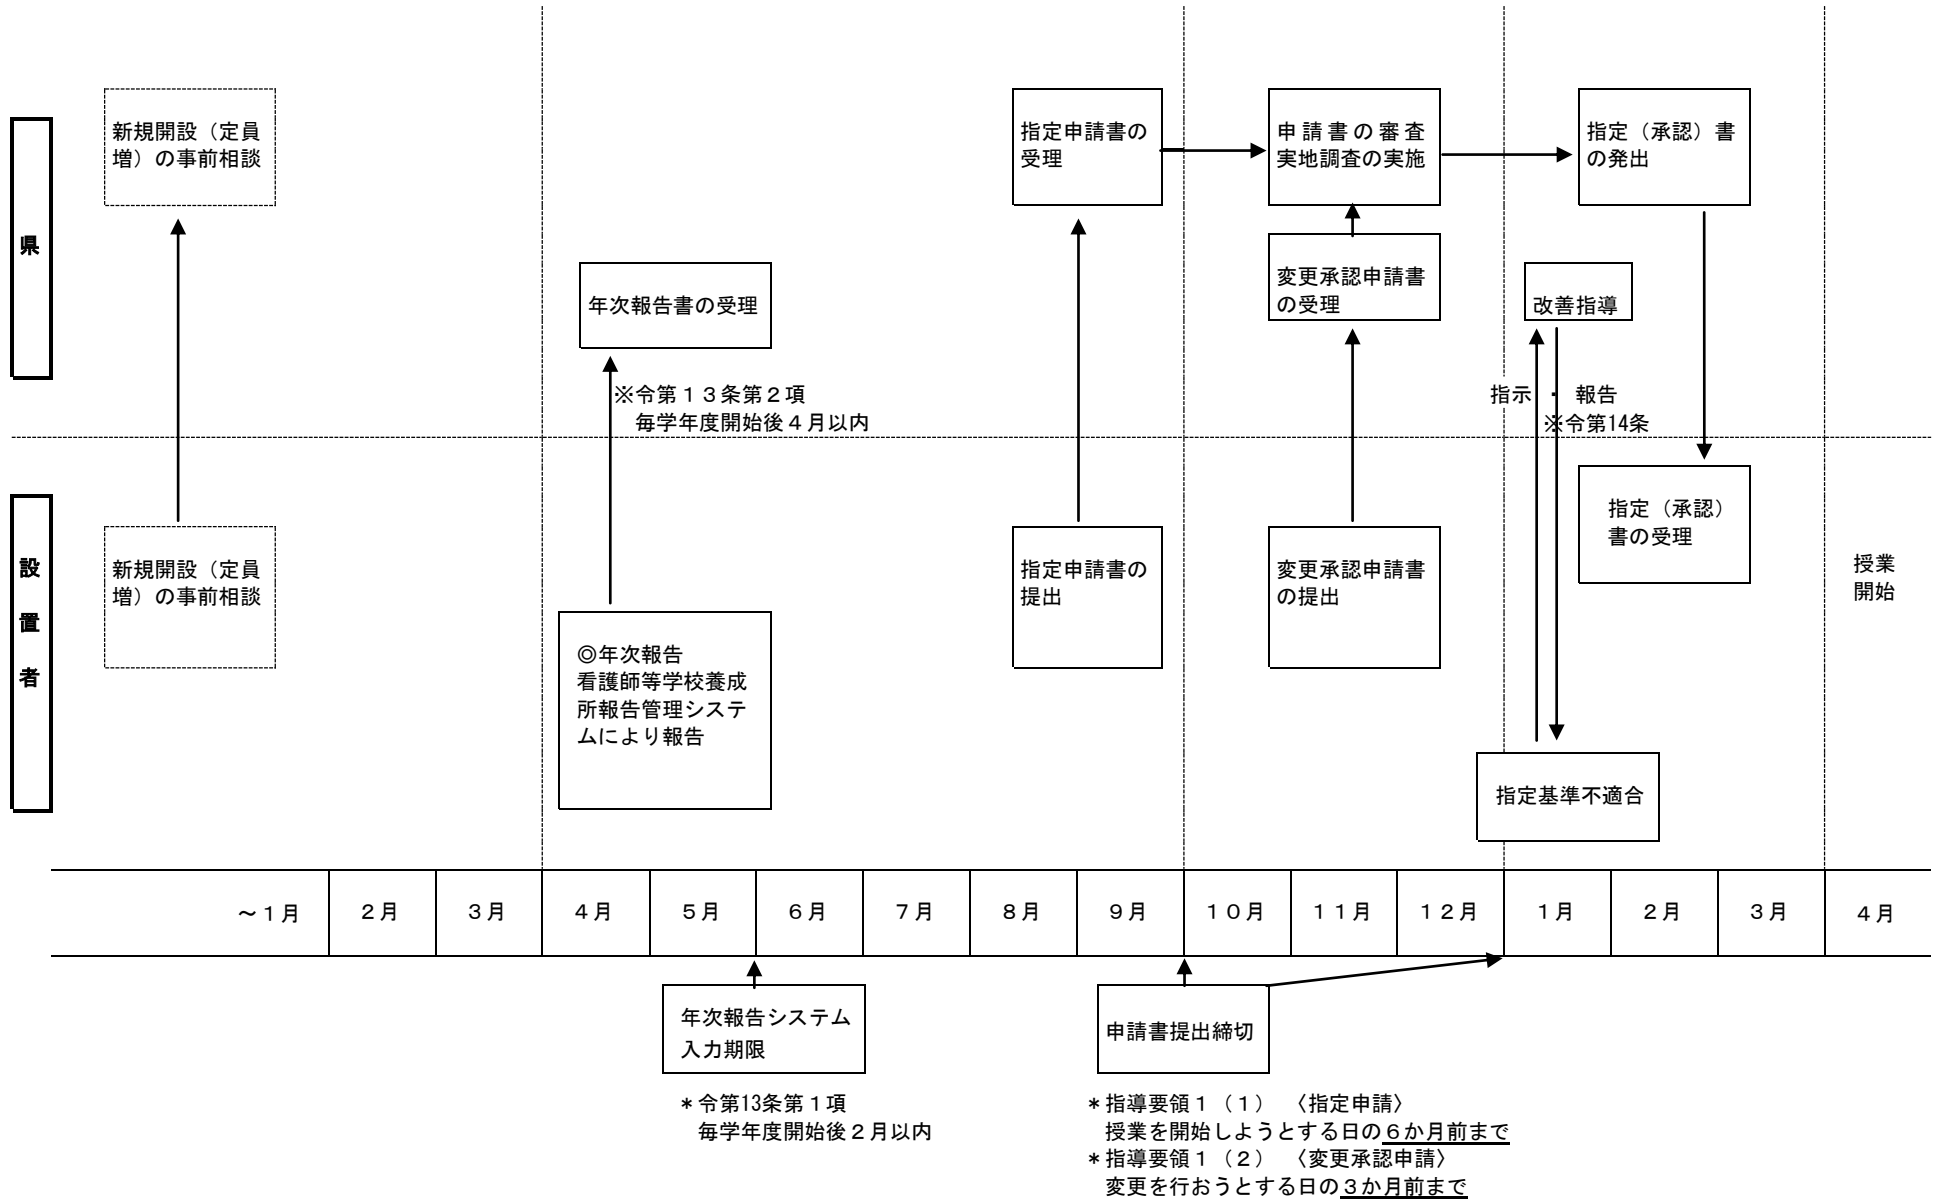 県
新規開設（定員
増）の事前相談
年次報告書の受理
※令第１３条第２項
毎学年度開始後４月以内
指定申請書の
受理
申請書の審査
実地調査の実施
変更承認申請書
の受理
指定（承認）書
の発出
改善指導
指示・報告
※令第14条
設置者
新規開設（定員
増）の事前相談
◎年次報告
看護師等学校養成
所報告管理システ
ムにより報告
指定申請書の
提出
変更承認申請書
の提出
指定（承認）
書の受理
指定基準不適合
授業
開始
～１月 ２月 ３月 ４月 ５月 ６月 ７月 ８月 ９月 １０月 １１月 １２月 １月 ２月 ３月 ４月
年次報告システム
入力期限
＊令第13条第１項
毎学年度開始後２月以内
申請書提出締切
＊指導要領１（１）　〈指定申請〉
授業を開始しようとする日の６か月前まで
＊指導要領１（２）　〈変更承認申請〉
変更を行おうとする日の３か月前まで